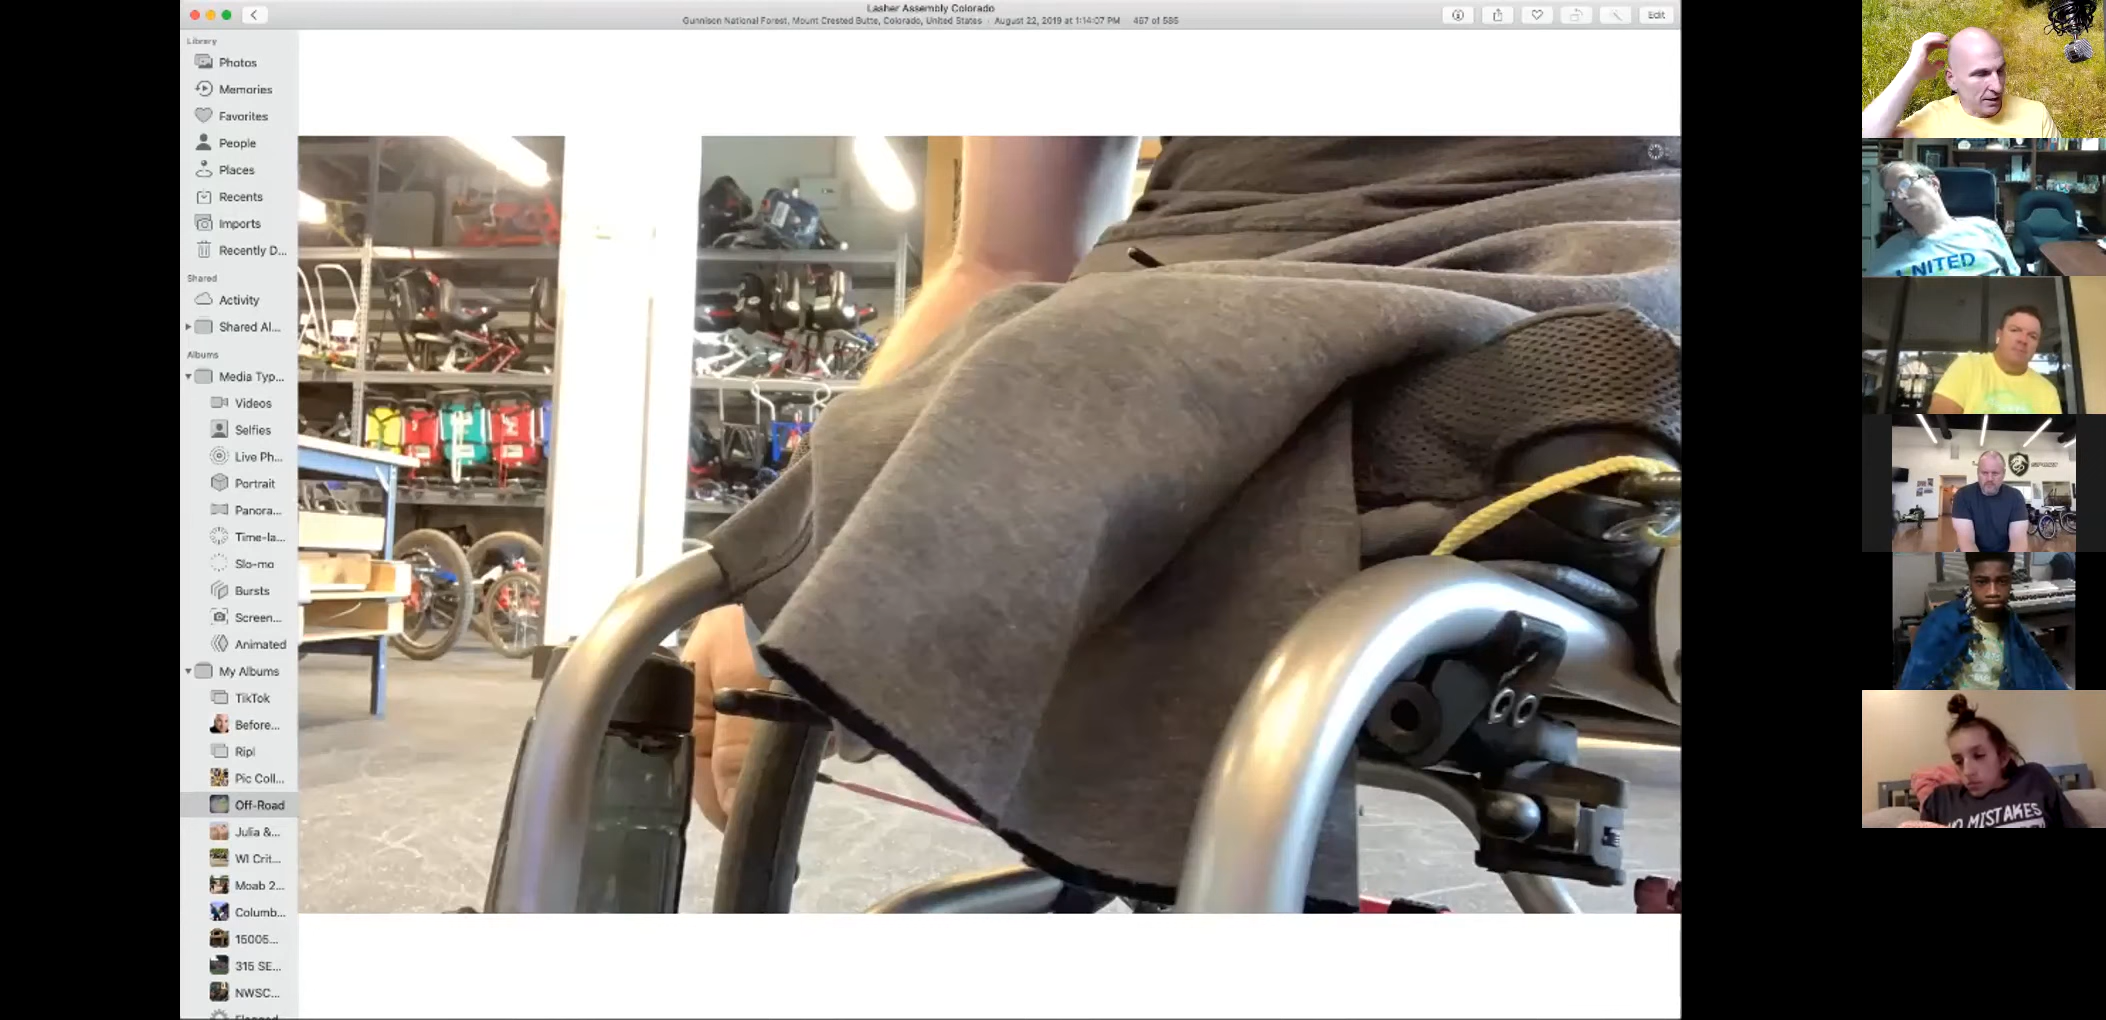 Lasher Assembly Colorado
Gunnison National Forest, Mount Crested Butte, Colorado, United States · August 22, 2019 at 1:14:07 PM 467 of 585
Edit
Library
Photos
Memories
Favorites
People
Places
Recents
Imports
Recently D...
Shared
Activity
Shared Al...
Albums
Media Typ...
Videos
Selfies
Live Ph...
Portrait
Panora...
Time-la...
Slo-mo
Bursts
Screen...
Animated
My Albums
TikTok
Before...
Ripl
Pic Coll...
Off-Road
Julia &...
WI Crit...
Moab 2...
Columb...
15005...
315 SE...
NWSC...
UNITED
MISTAKES